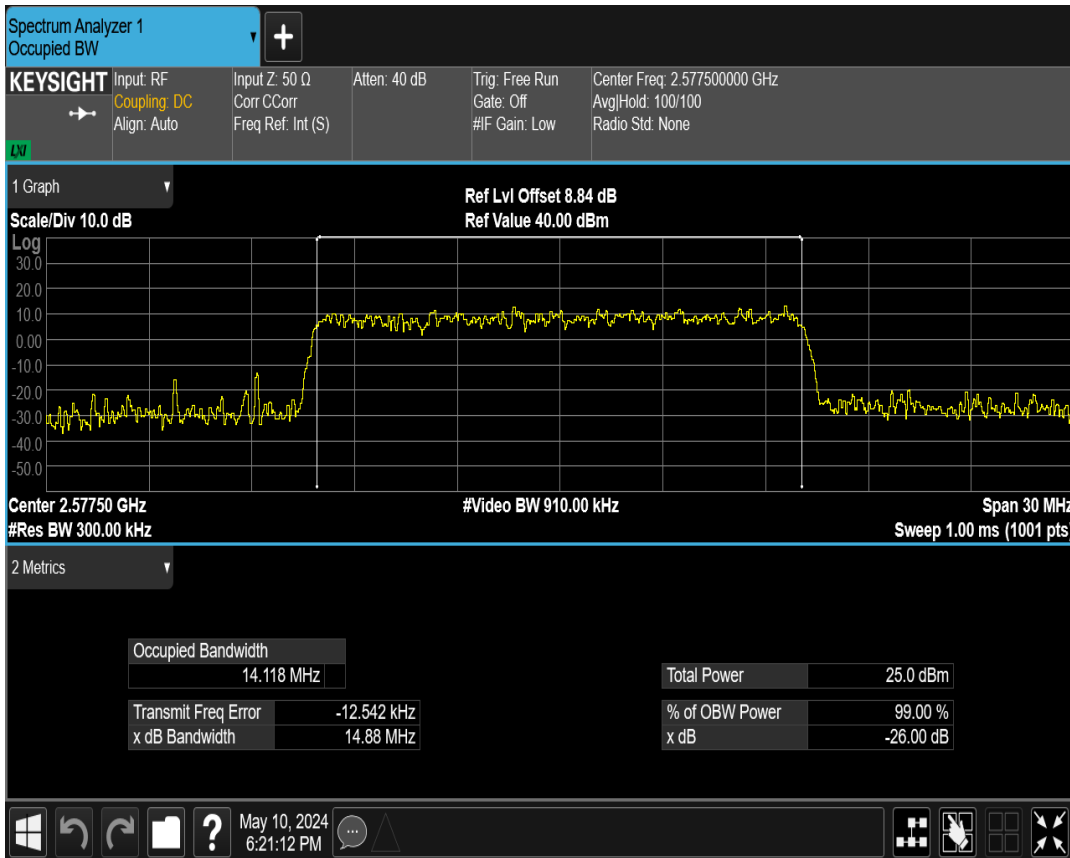 Spectrum Analyzer 1
Occupied BW
+
KEYSIGHT
LXI
Input: RF
Coupling: DC
Align: Auto
Input Z: 50 Ω
Corr CCorr
Freq Ref: Int (S)
Atten: 40 dB
Trig: Free Run
Gate: Off
#IF Gain: Low
Center Freq: 2.577500000 GHz
Avg|Hold: 100/100
Radio Std: None
1 Graph
Scale/Div 10.0 dB
Ref Lvl Offset 8.84 dB
Ref Value 40.00 dBm
Log
30.0
20.0
10.0
0.00
-10.0
-20.0
-30.0
-40.0
-50.0
Center 2.57750 GHz
#Video BW 910.00 kHz
Span 30 MHz
#Res BW 300.00 kHz
Sweep 1.00 ms (1001 pts)
2 Metrics
Occupied Bandwidth
14.118 MHz
Total Power 25.0 dBm
Transmit Freq Error -12.542 kHz
% of OBW Power 99.00 %
x dB Bandwidth 14.88 MHz
x dB -26.00 dB
?
May 10, 2024
6:21:12 PM